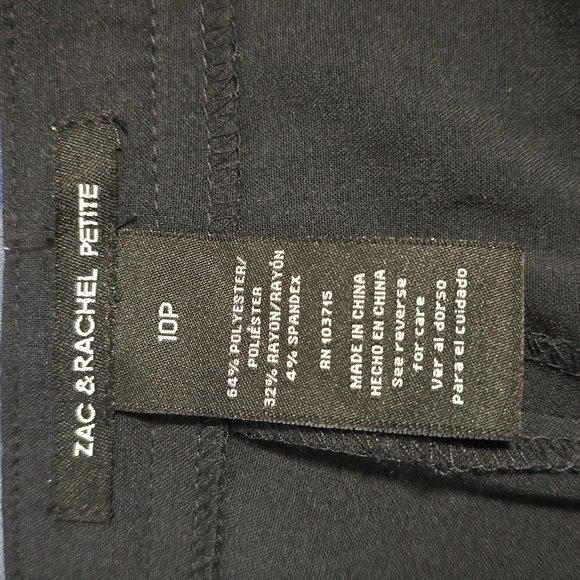 ZAC & RACHEL PETITE
10P
64% POLYESTER/
POLIÉSTER
32% RAYON/RAYÓN
4% SPANDEX
RN 103715
MADE IN CHINA
HECHO EN CHINA
See reverse
for care
Ver al dorso
para el cuidado